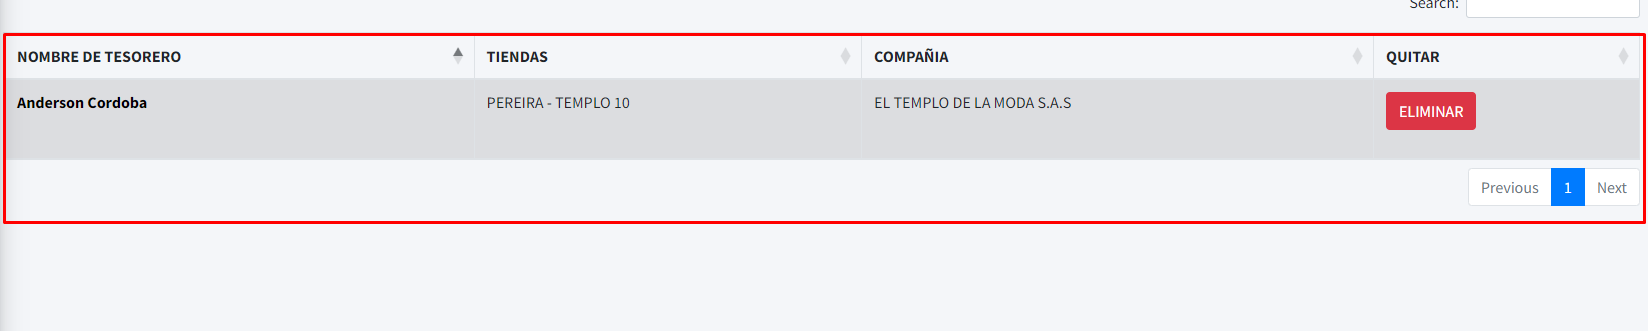 Search:
NOMBRE DE TESORERO TIENDAS COMPAÑIA QUITAR
Anderson Cordoba PEREIRA - TEMPLO 10 EL TEMPLO DE LA MODA S.A.S ELIMINAR
Previous 1 Next